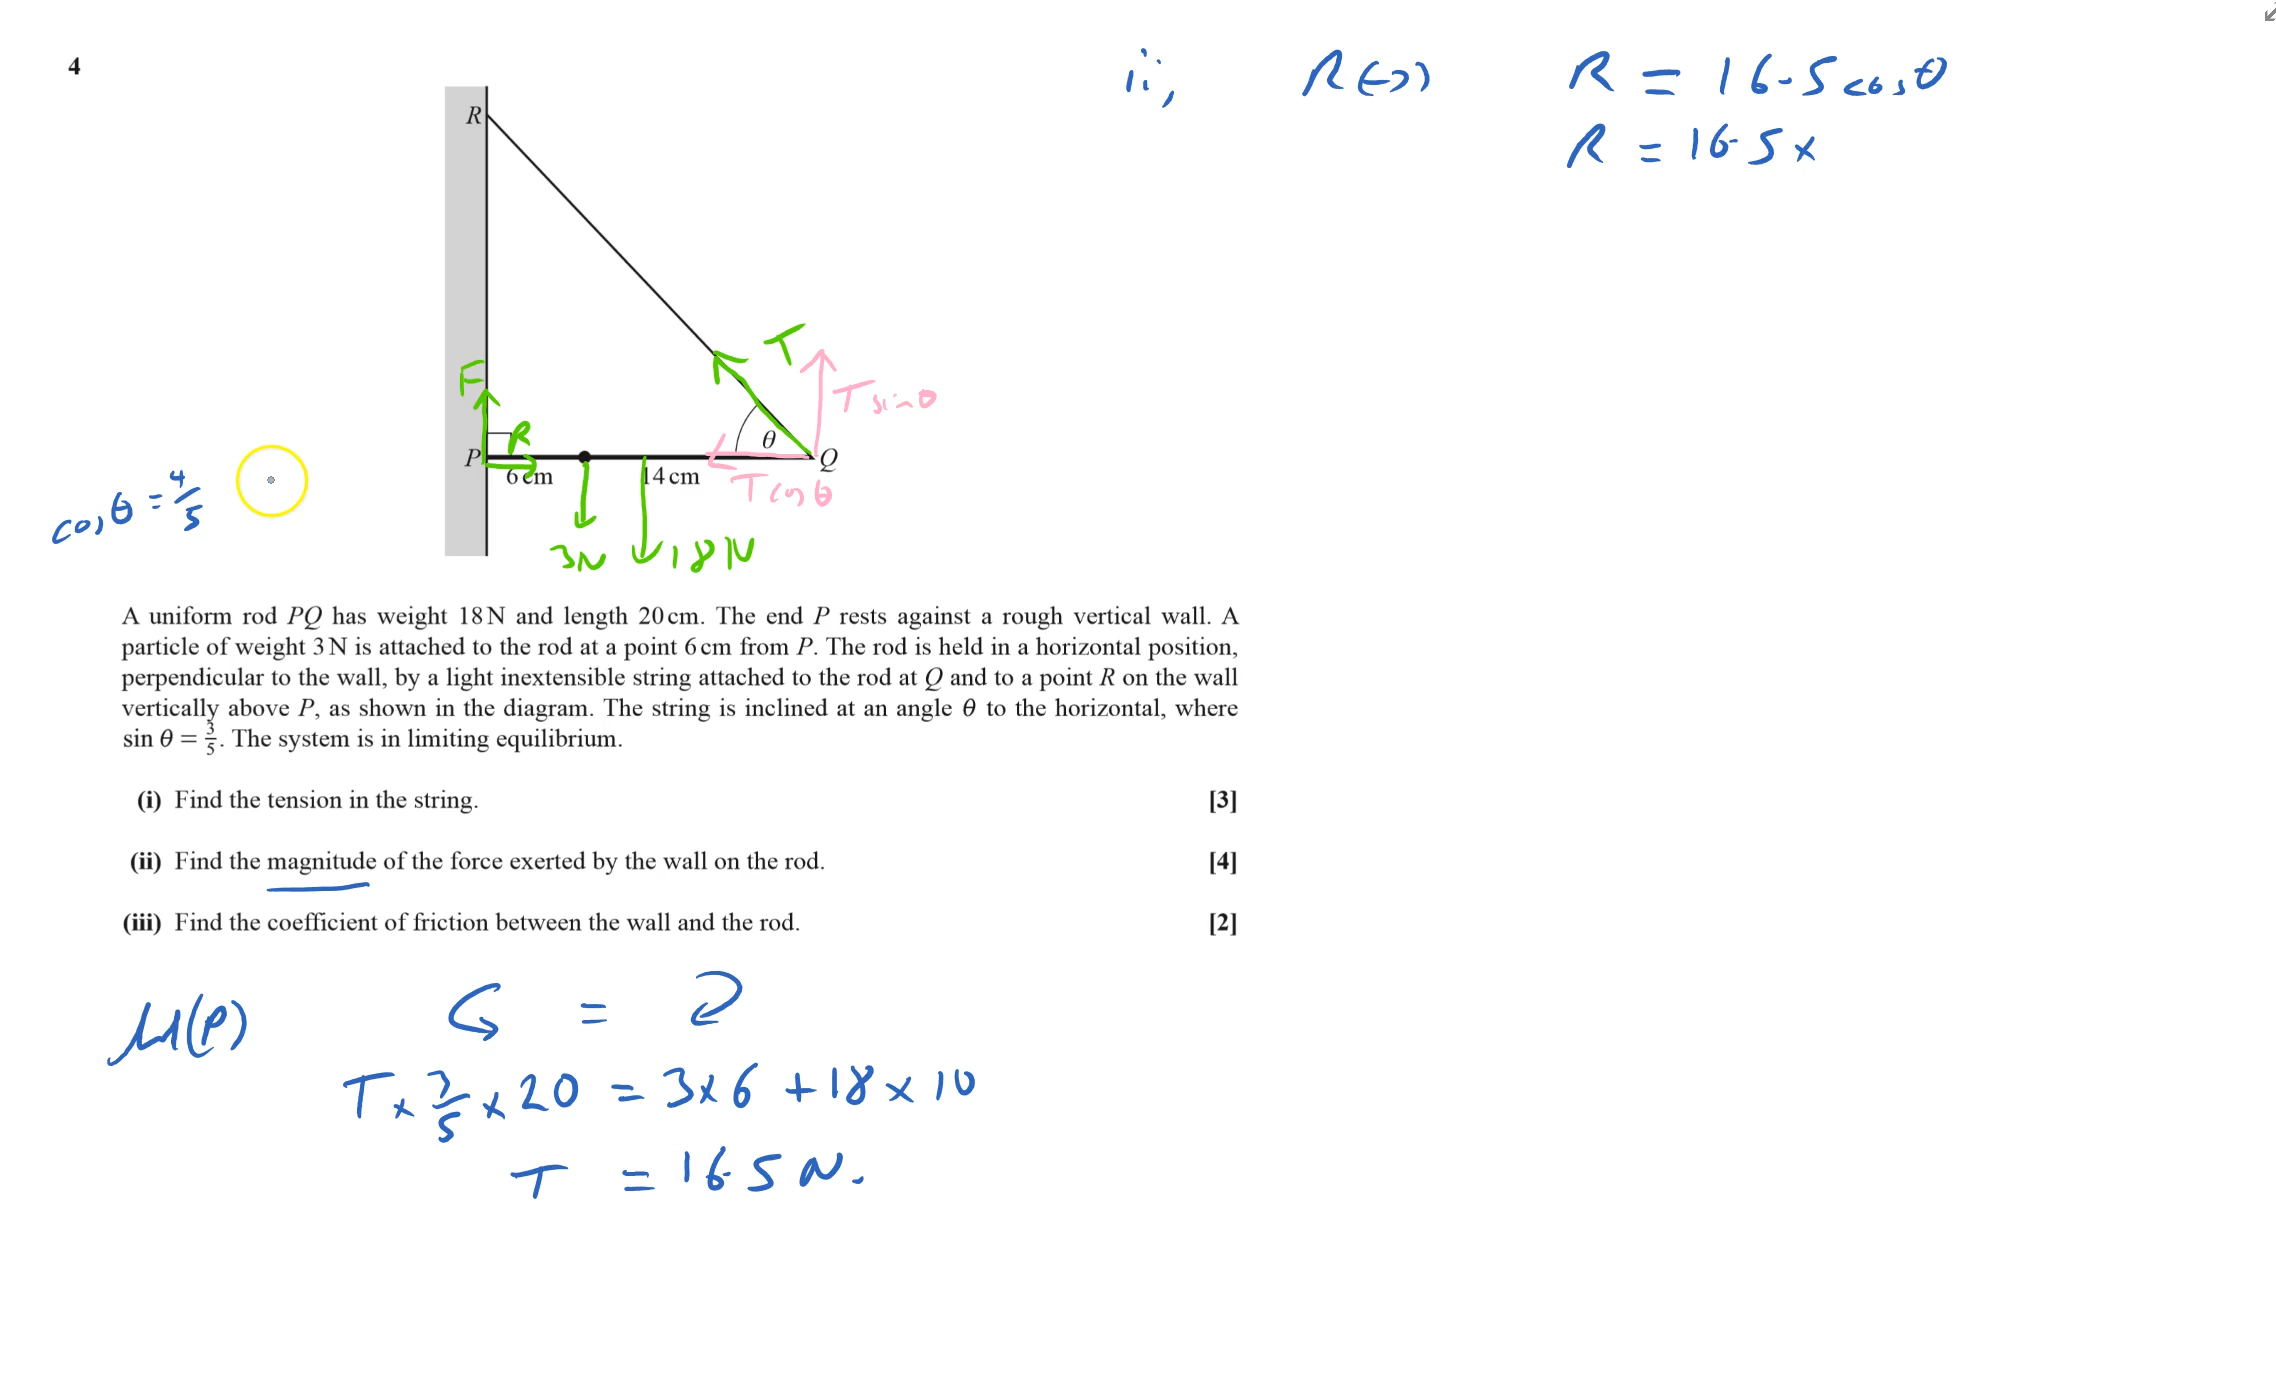 4
R
F
R
P
6 cm
14 cm
θ
Q
T
T sin θ
T cos θ
3N
18N
cos θ = 4/5
A uniform rod PQ has weight 18 N and length 20 cm. The end P rests against a rough vertical wall. A
particle of weight 3 N is attached to the rod at a point 6 cm from P. The rod is held in a horizontal position,
perpendicular to the wall, by a light inextensible string attached to the rod at Q and to a point R on the wall
vertically above P, as shown in the diagram. The string is inclined at an angle θ to the horizontal, where
sin θ = 3/5. The system is in limiting equilibrium.
(i) Find the tension in the string. [3]
(ii) Find the magnitude of the force exerted by the wall on the rod. [4]
(iii) Find the coefficient of friction between the wall and the rod. [2]
M(P) ↺ = ↻
T × 3/5 × 20 = 3×6 + 18 × 10
T = 16.5 N.
ii, R(↔) R = 16.5 cos θ
R = 16.5 ×